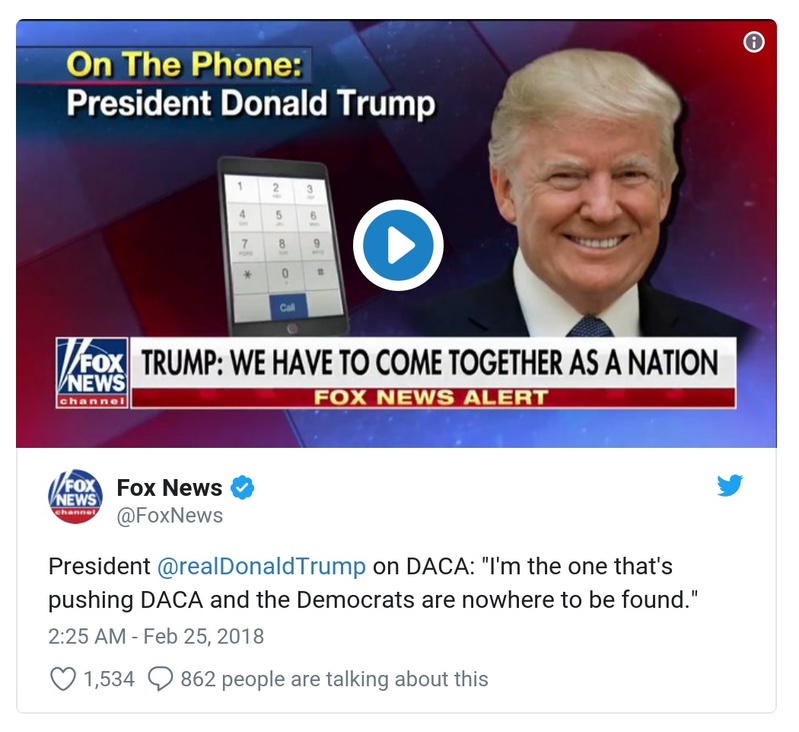 On The Phone:
President Donald Trump
1 2 3
4 5 6
7 8 9
* 0 #
Call
FOX
NEWS
channel
TRUMP: WE HAVE TO COME TOGETHER AS A NATION
FOX NEWS ALERT
FOX
NEWS
channel
Fox News
@FoxNews
President @realDonaldTrump on DACA: "I'm the one that's
pushing DACA and the Democrats are nowhere to be found."
2:25 AM - Feb 25, 2018
1,534 862 people are talking about this